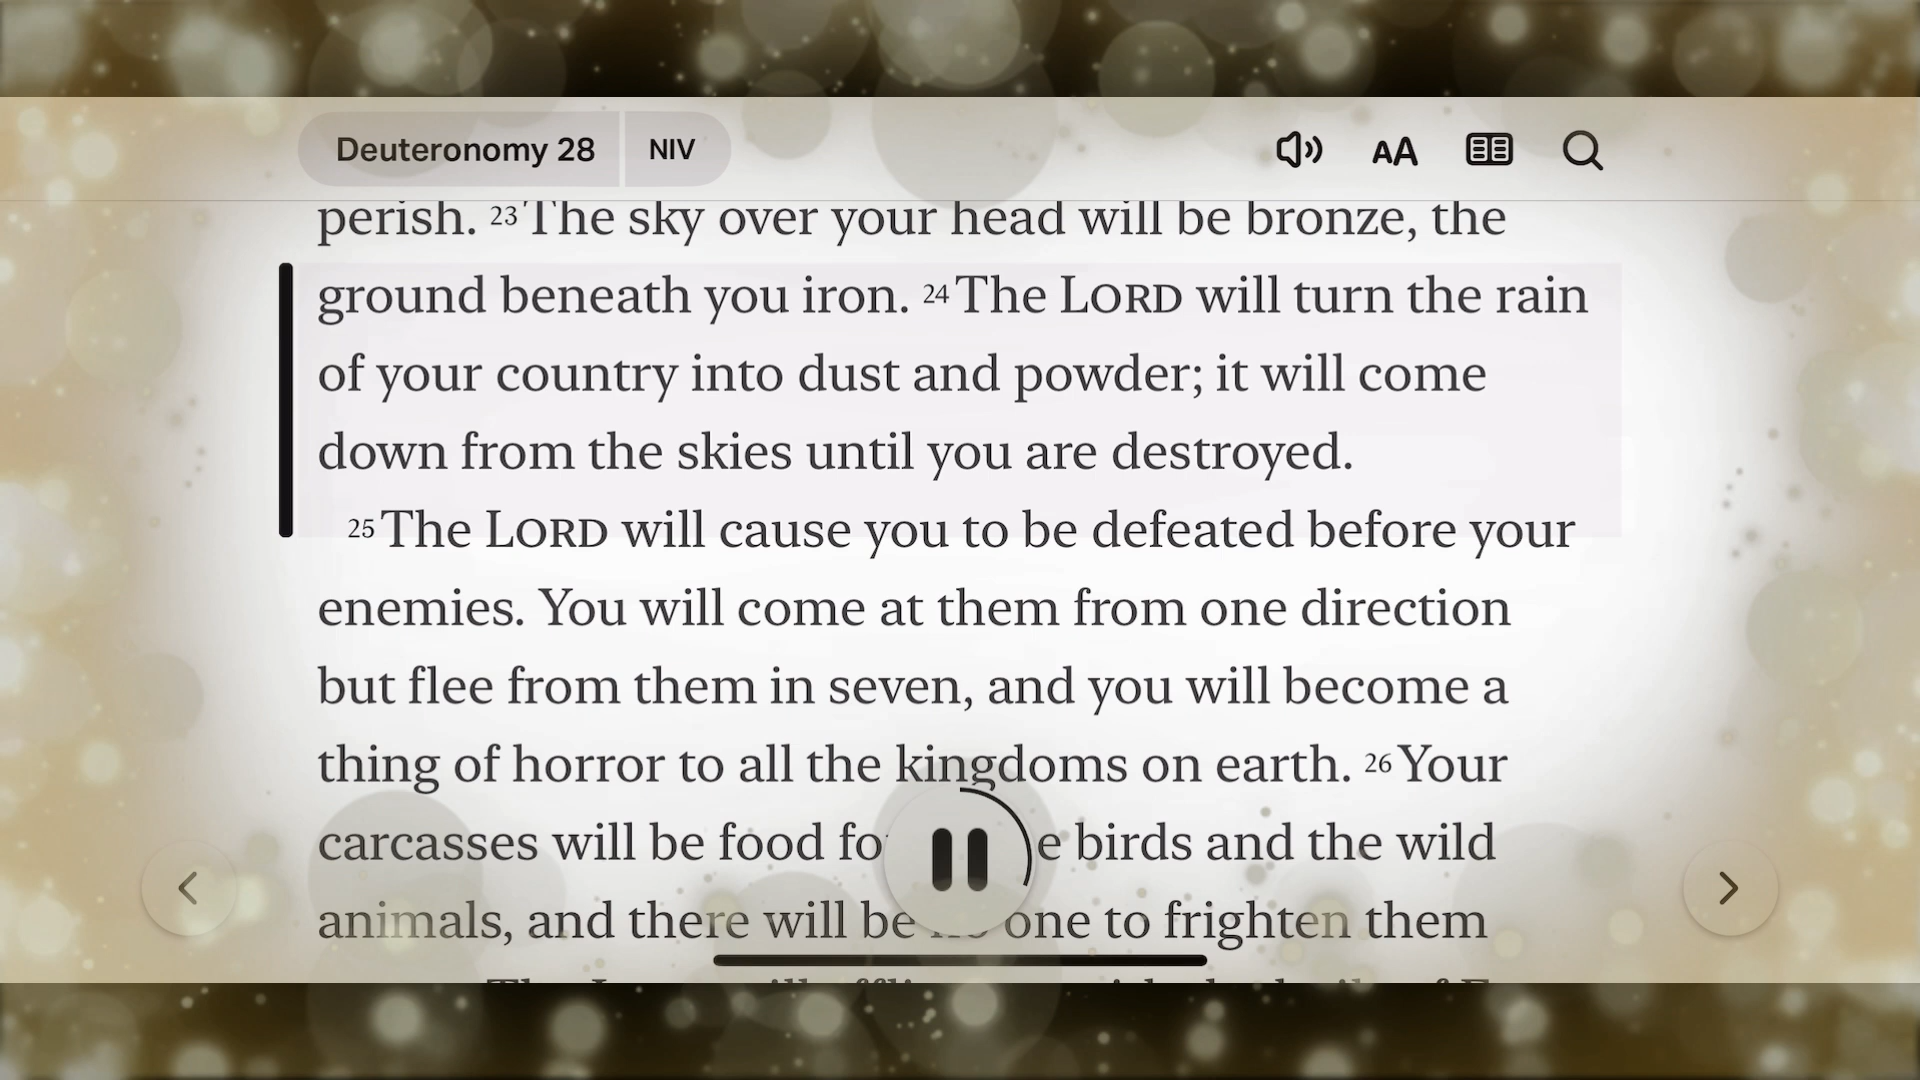 Deuteronomy 28 NIV AA
perish. 23 The sky over your head will be bronze, the
ground beneath you iron. 24 The LORD will turn the rain
of your country into dust and powder; it will come
down from the skies until you are destroyed.
25 The LORD will cause you to be defeated before your
enemies. You will come at them from one direction
but flee from them in seven, and you will become a
thing of horror to all the kingdoms on earth. 26 Your
carcasses will be food birds and the wild
animals, and there will be one to frighten them